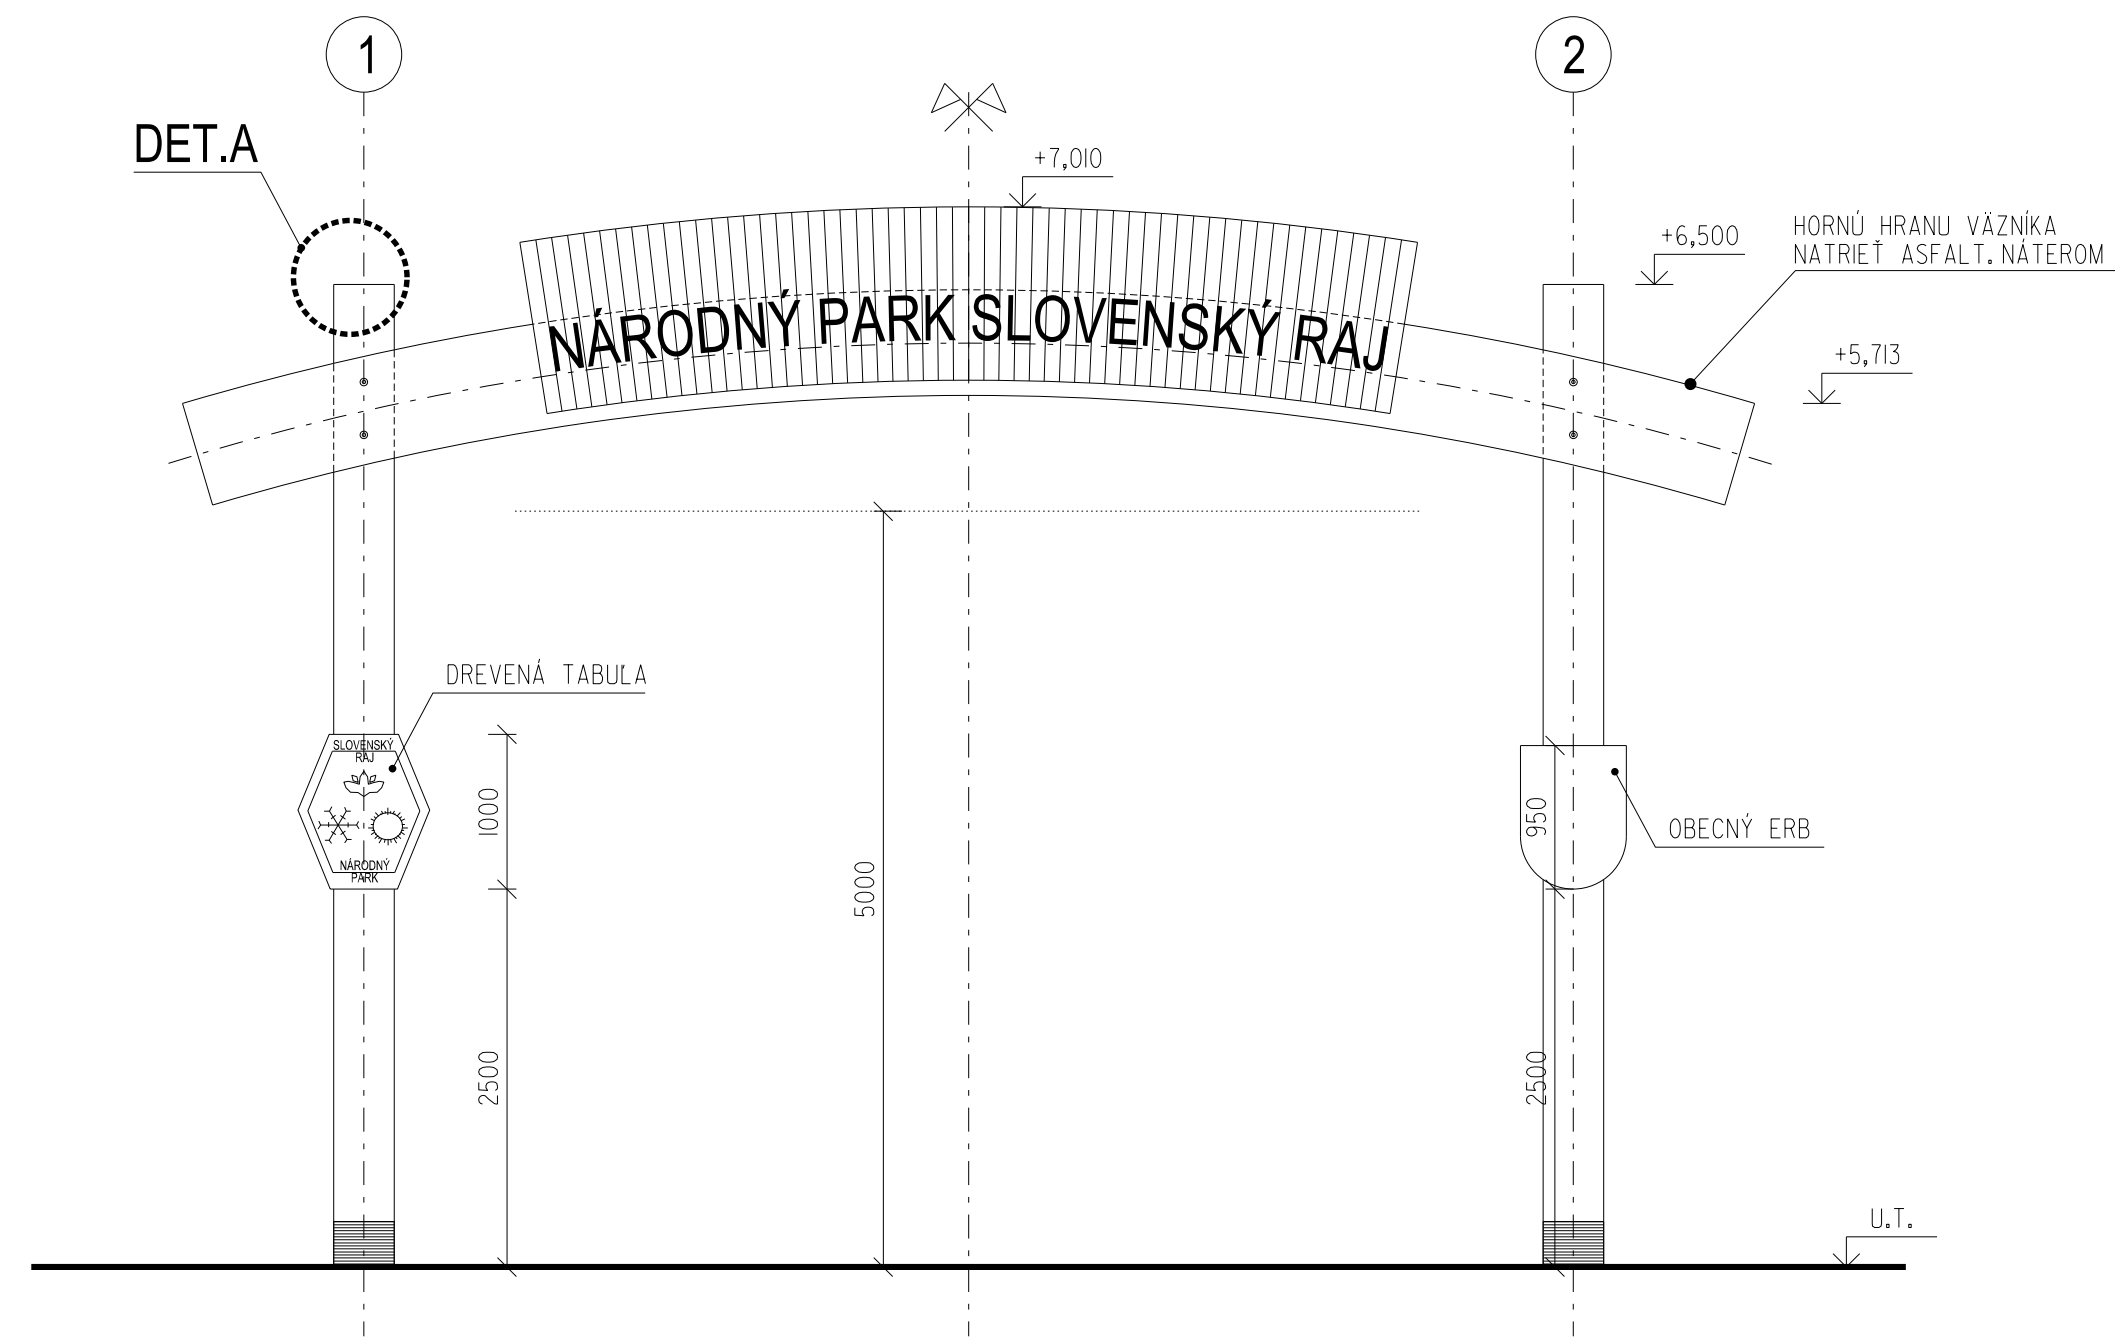 1
2
DET.A
+7,010
+6,500
HORNÚ HRANU VÄZNÍKA
NATRIEŤ ASFALT. NÁTEROM
+5,713
NÁRODNÝ PARK SLOVENSKÝ RAJ
DREVENÁ TABUĽA
SLOVENSKÝ
RAJ
NÁRODNÝ
PARK
1000
950
OBECNÝ ERB
5000
2500
2500
U.T.